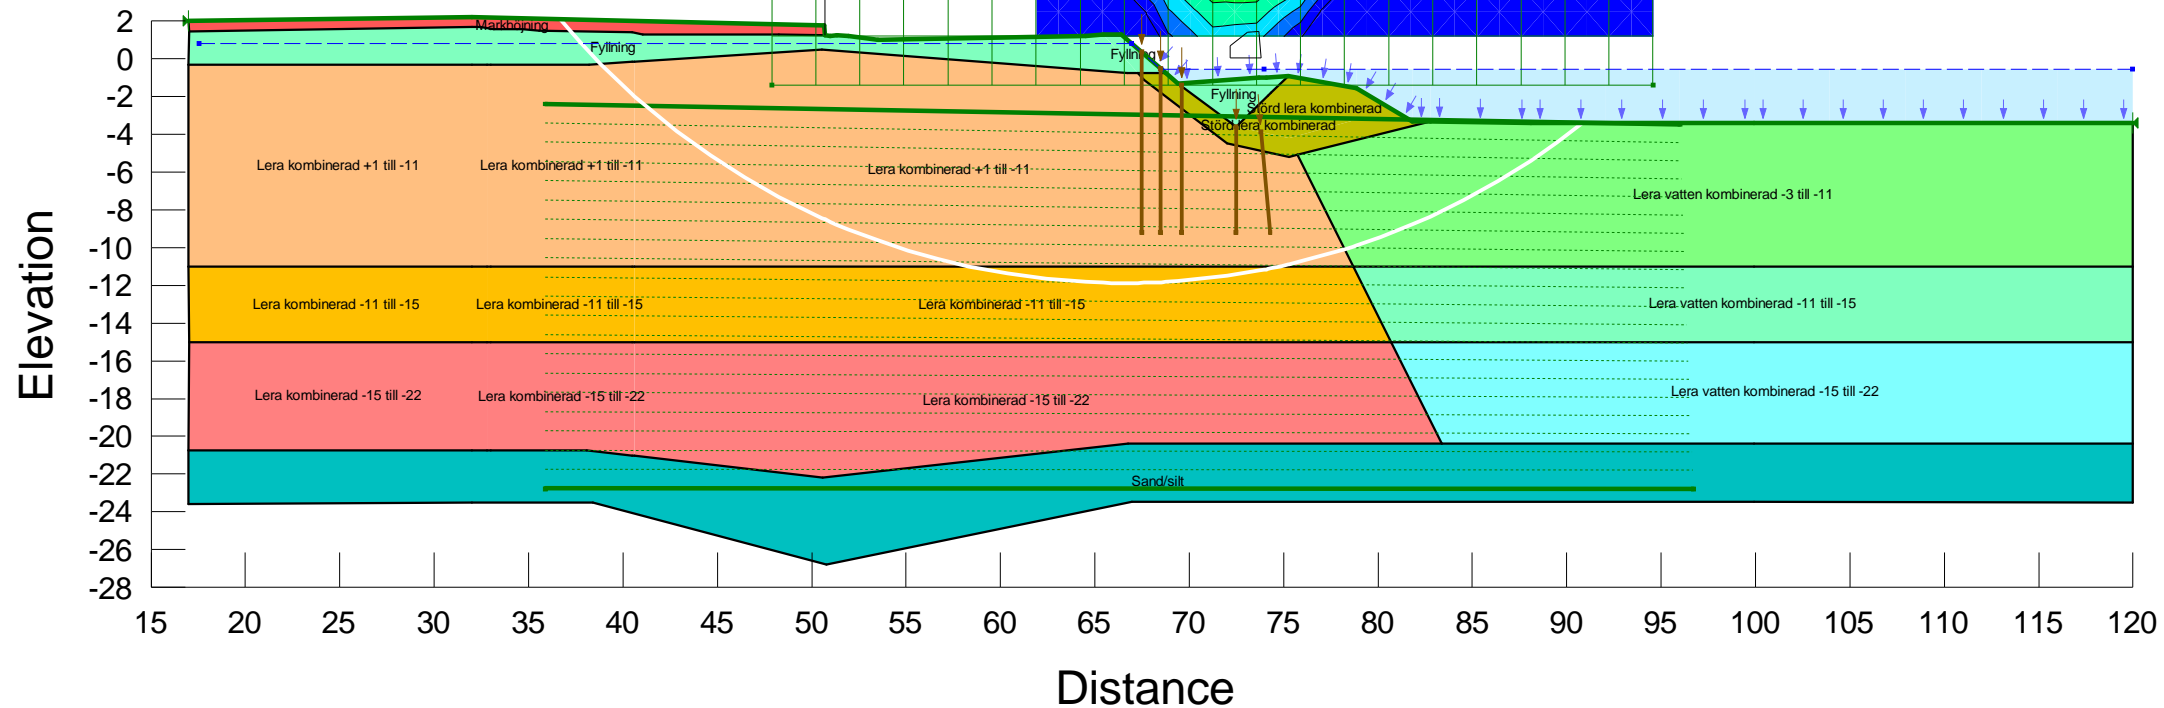 2
0
-2
-4
-6
-8
-10
-12
-14
-16
-18
-20
-22
-24
-26
-28
Elevation
Markhöjning
Fyllning
Fyllning
Fyllning
Störd lera kombinerad
Störd lera kombinerad
Lera kombinerad +1 till -11
Lera kombinerad +1 till -11
Lera kombinerad +1 till -11
Lera vatten kombinerad -3 till -11
Lera kombinerad -11 till -15
Lera kombinerad -11 till -15
Lera kombinerad -11 till -15
Lera vatten kombinerad -11 till -15
Lera kombinerad -15 till -22
Lera kombinerad -15 till -22
Lera kombinerad -15 till -22
Lera vatten kombinerad -15 till -22
Sand/silt
15 20 25 30 35 40 45 50 55 60 65 70 75 80 85 90 95 100 105 110 115 120
Distance